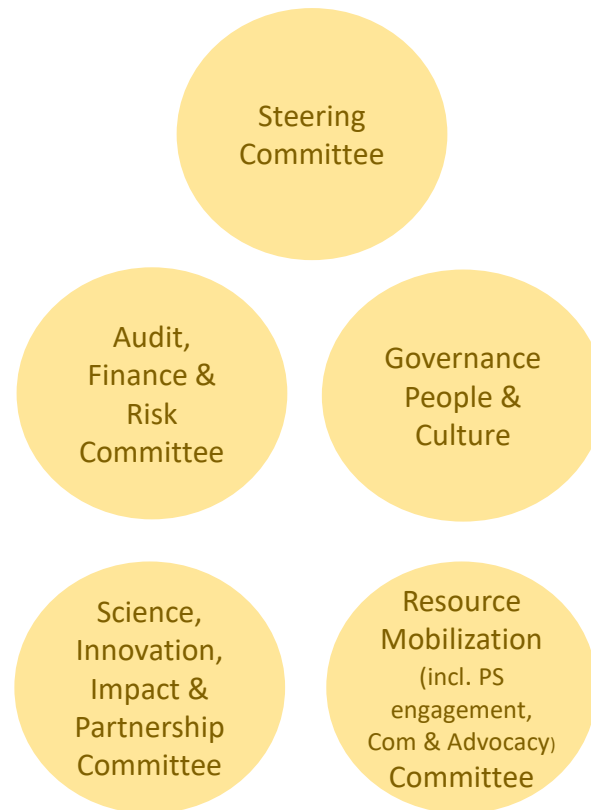 Steering
Committee
Audit,
Finance &
Risk
Committee
Governance
People &
Culture
Science,
Innovation,
Impact &
Partnership
Committee
Resource
Mobilization
(incl. PS
engagement,
Com & Advocacy)
Committee